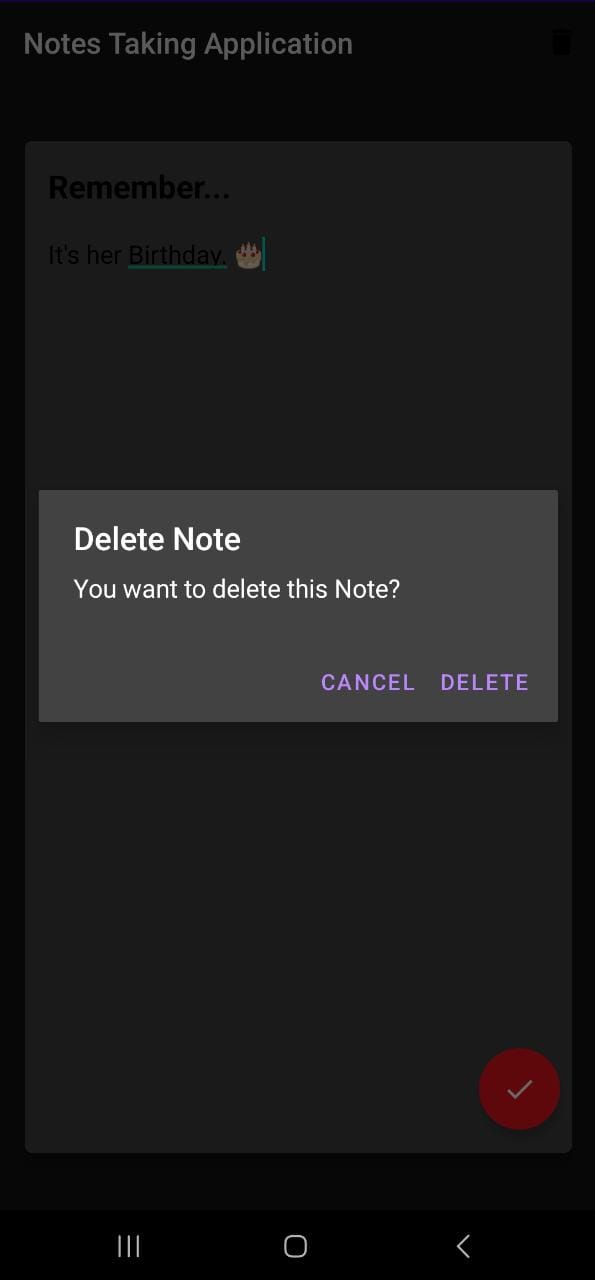 Notes Taking Application
Remember...
It's her Birthday. 🎂
Delete Note
You want to delete this Note?
CANCEL DELETE